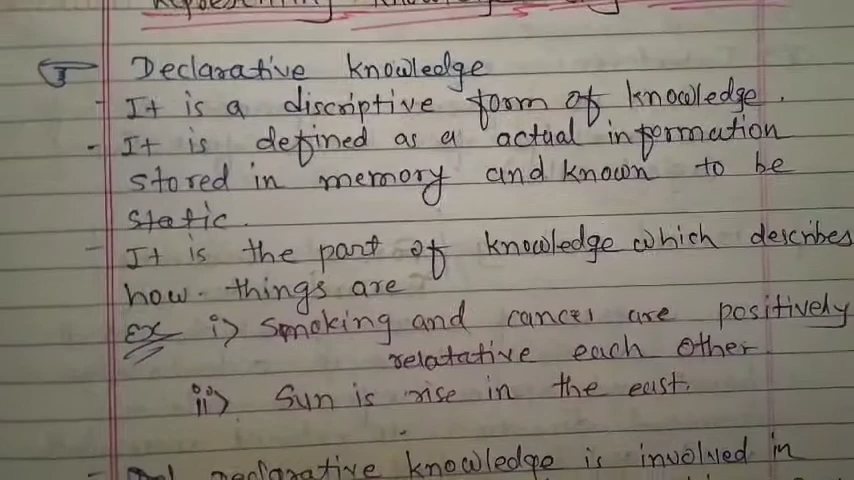 Declarative knowledge
- It is a discriptive form of knowledge.
- It is defined as a actual information
stored in memory and known to be
static.
- It is the part of knowledge which describes
how things are
Ex i) Smoking and cancer are positively
relatative each other.
ii) Sun is rise in the east.
- declarative knowledge is involved in